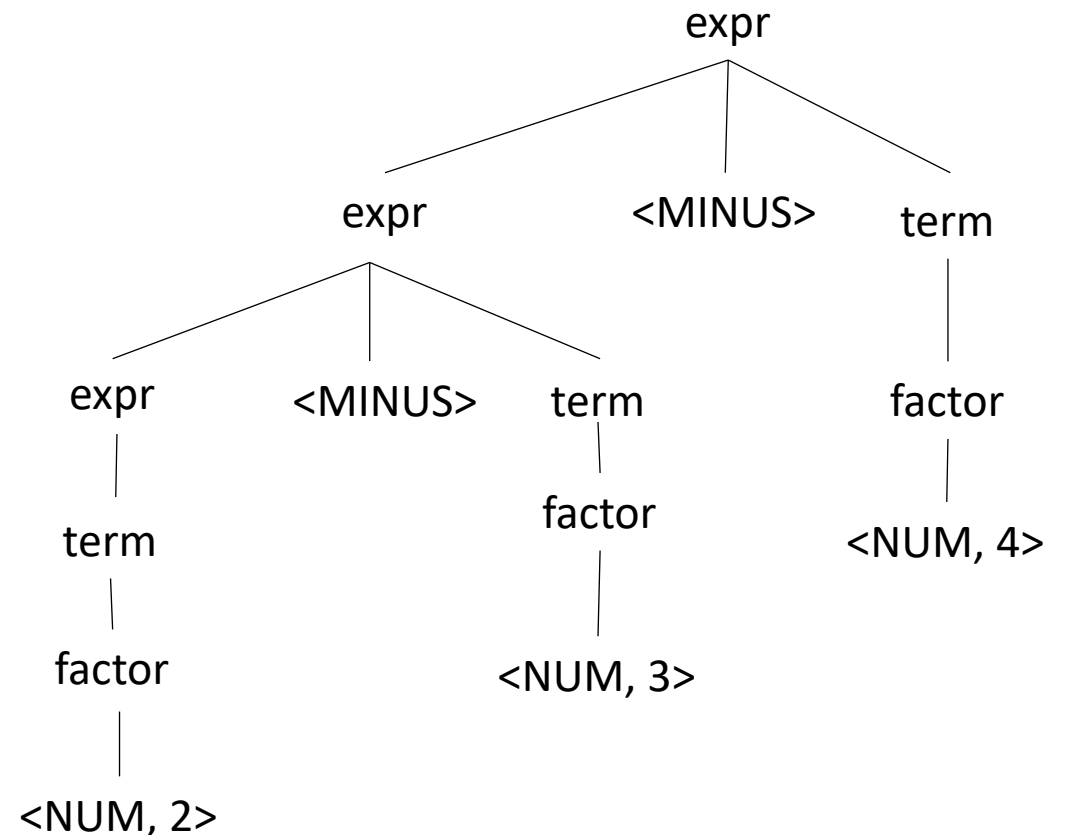 expr
expr <MINUS> term
expr <MINUS> term factor
term factor <NUM, 4>
factor <NUM, 3>
<NUM, 2>